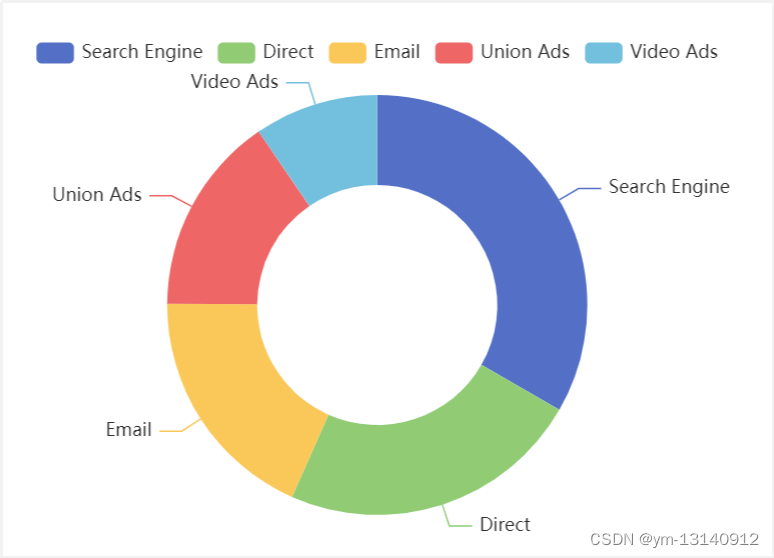 Search Engine Direct Email Union Ads Video Ads
Video Ads
Search Engine
Union Ads
Email
Direct
CSDN @ym-13140912